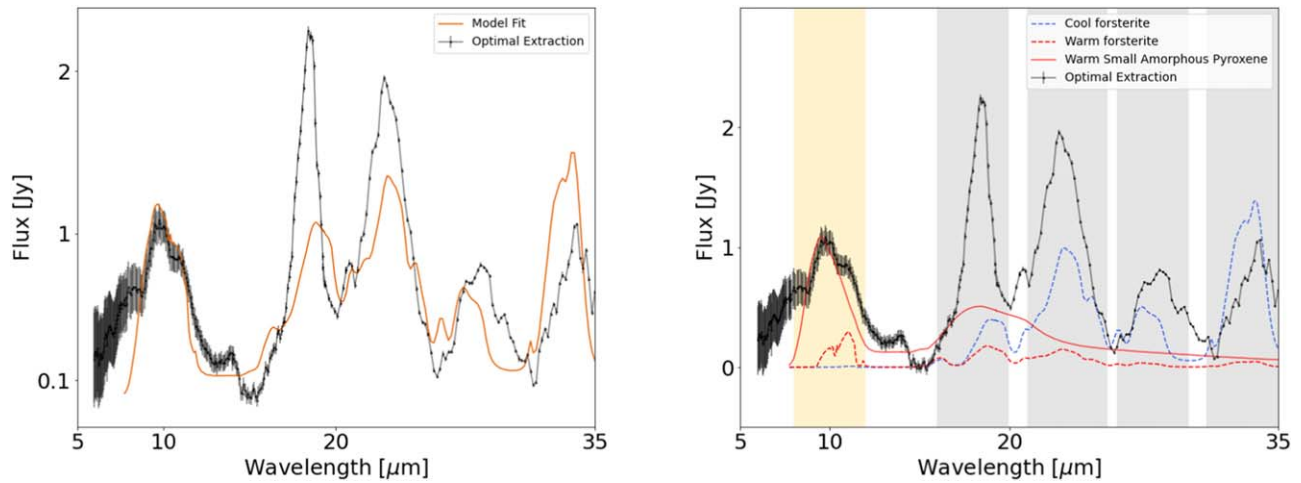 Model Fit
Optimal Extraction
2
1
0.1
Flux [Jy]
5
10
20
35
Wavelength [μm]
Cool forsterite
Warm forsterite
Warm Small Amorphous Pyroxene
Optimal Extraction
2
1
0
Flux [Jy]
5
10
20
35
Wavelength [μm]